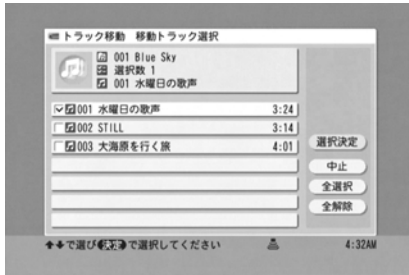 トラック移動 移動トラック選択
001 Blue Sky
選択数 1
001 水曜日の歌声
001 水曜日の歌声 3:24
002 STILL 3:14
003 大海原を行く旅 4:01
選択決定
中止
全選択
全解除
↑↓で選び決定で選択してください 4:32AM